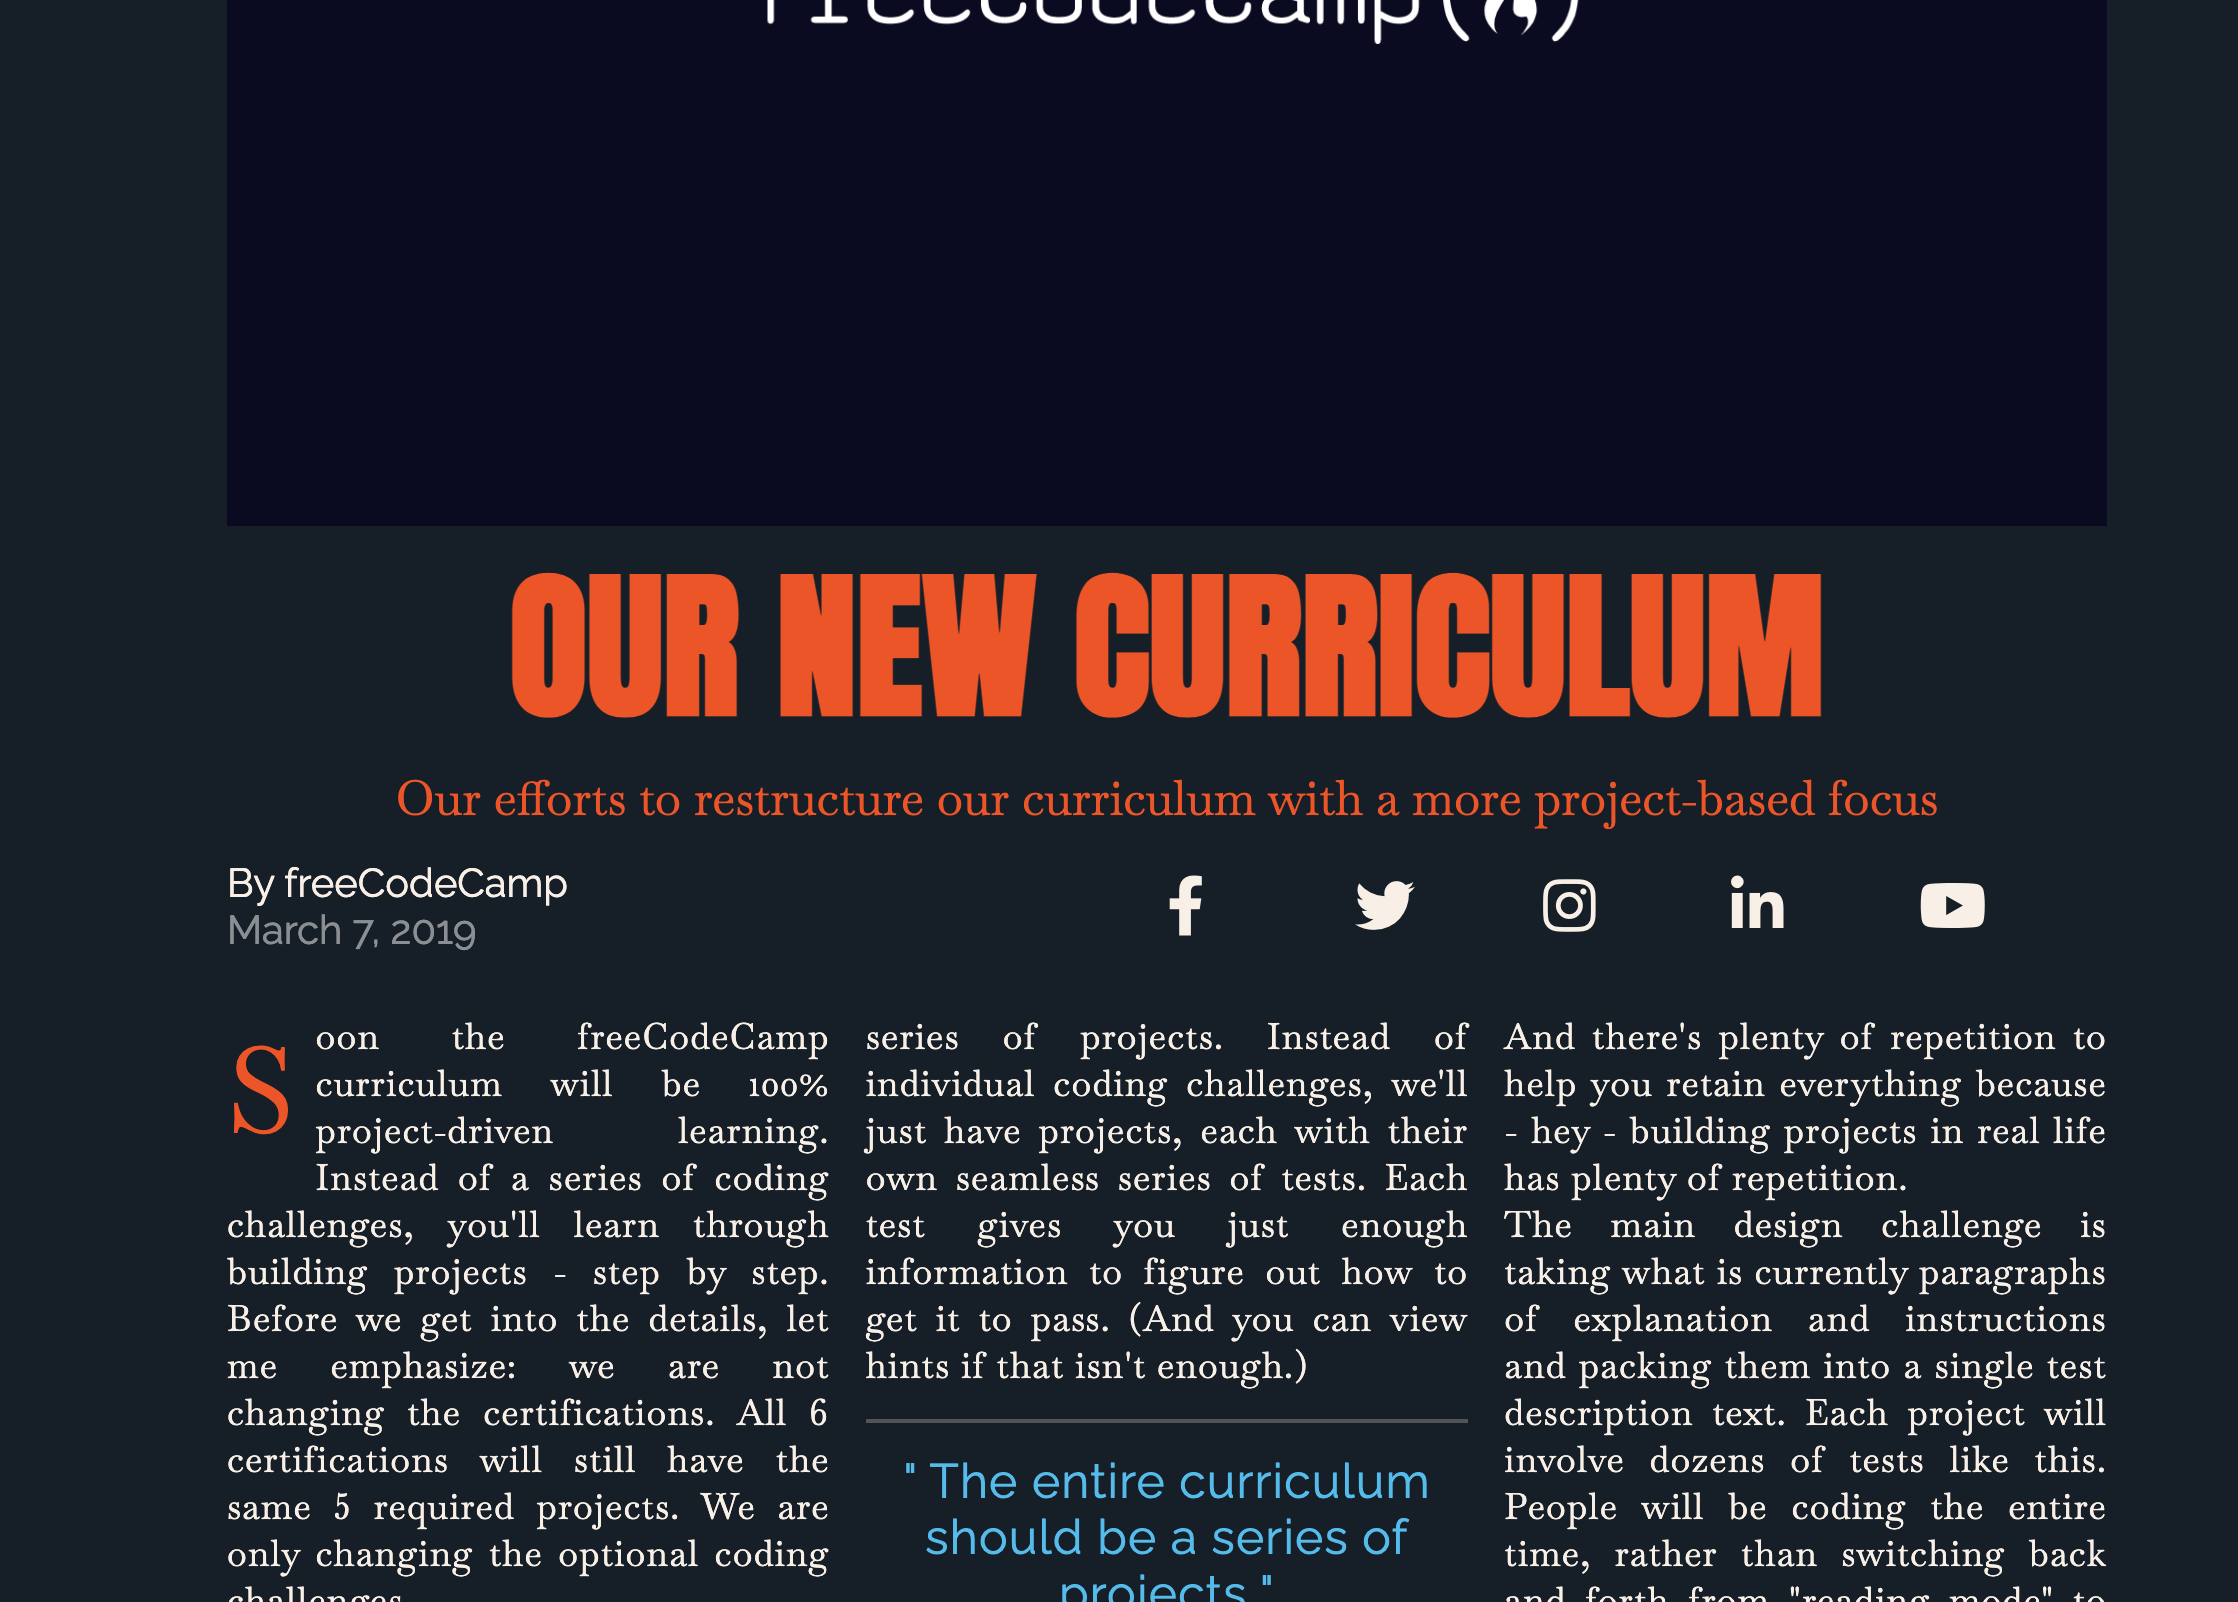 freeCodeCamp(
OUR NEW CURRICULUM
Our efforts to restructure our curriculum with a more project-based focus
By freeCodeCamp
March 7, 2019
Soon the freeCodeCamp
curriculum will be 100%
project-driven learning.
Instead of a series of coding
challenges, you'll learn through
building projects - step by step.
Before we get into the details, let
me emphasize: we are not
changing the certifications. All 6
certifications will still have the
same 5 required projects. We are
only changing the optional coding
challenges.
series of projects. Instead of
individual coding challenges, we'll
just have projects, each with their
own seamless series of tests. Each
test gives you just enough
information to figure out how to
get it to pass. (And you can view
hints if that isn't enough.)
" The entire curriculum
should be a series of
projects "
And there's plenty of repetition to
help you retain everything because
- hey - building projects in real life
has plenty of repetition.
The main design challenge is
taking what is currently paragraphs
of explanation and instructions
and packing them into a single test
description text. Each project will
involve dozens of tests like this.
People will be coding the entire
time, rather than switching back
and forth from "reading mode" to